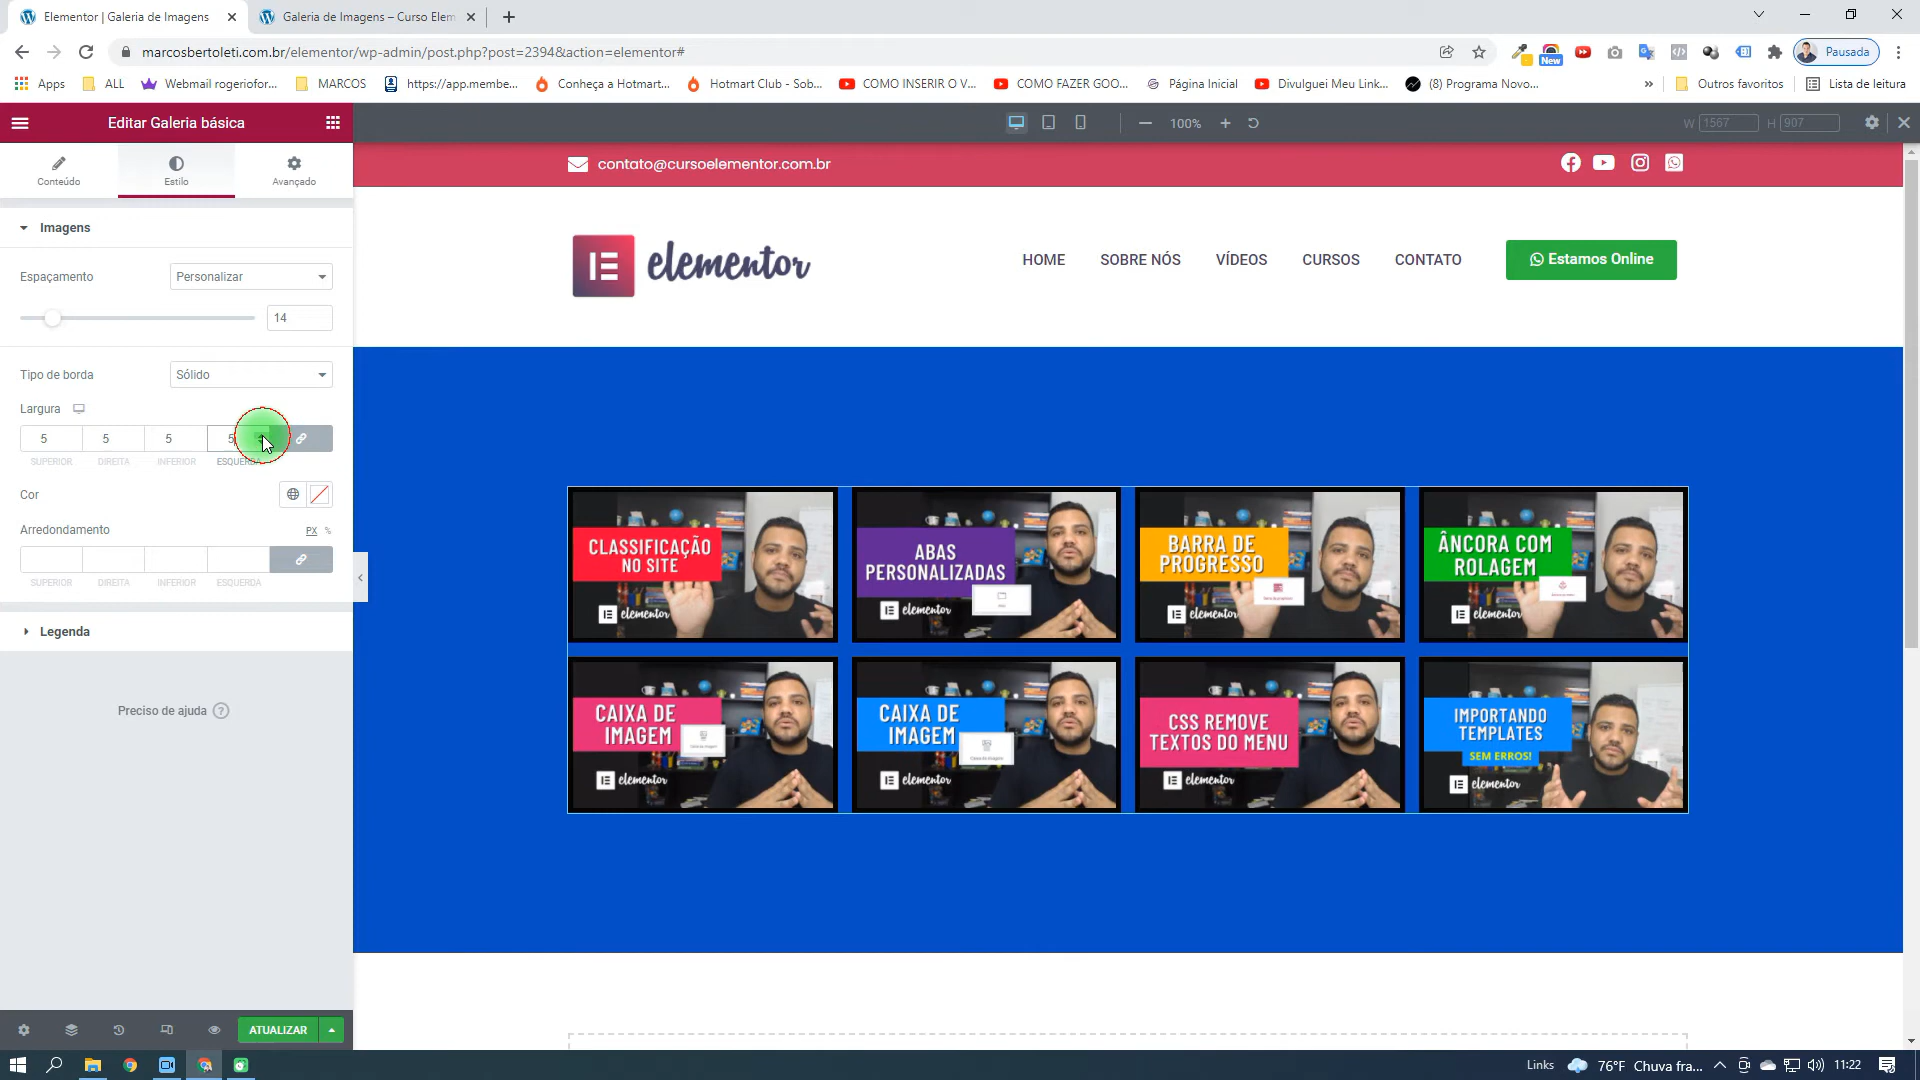 Elementor | Galeria de Imagens
Galeria de Imagens – Curso Elem
marcosbertoleti.com.br/elementor/wp-admin/post.php?post=2394&action=elementor#
New
Pausada
Apps
ALL
Webmail rogeriofor...
MARCOS
https://app.membe...
Conheça a Hotmart...
Hotmart Club - Sob...
COMO INSERIR O V...
COMO FAZER GOO...
Página Inicial
Divulguei Meu Link...
(8) Programa Novo...
»
Outros favoritos
Lista de leitura
Editar Galeria básica
100%
W 1567 H 907
Conteúdo
Estilo
Avançado
contato@cursoelementor.com.br
Imagens
Espaçamento
Personalizar
14
elementor
HOME
SOBRE NÓS
VÍDEOS
CURSOS
CONTATO
Estamos Online
Tipo de borda
Sólido
Largura
5 5 5 5
SUPERIOR DIREITA INFERIOR ESQUERDA
Cor
Arredondamento
PX %
SUPERIOR DIREITA INFERIOR ESQUERDA
Legenda
Preciso de ajuda ?
CLASSIFICAÇÃO
NO SITE
elementor
ABAS
PERSONALIZADAS
elementor
BARRA DE
PROGRESSO
elementor
ÂNCORA COM
ROLAGEM
elementor
CAIXA DE
IMAGEM
elementor
CAIXA DE
IMAGEM
elementor
CSS REMOVE
TEXTOS DO MENU
elementor
IMPORTANDO
TEMPLATES
SEM ERROS!
elementor
ATUALIZAR
Links
76°F Chuva fra...
11:22